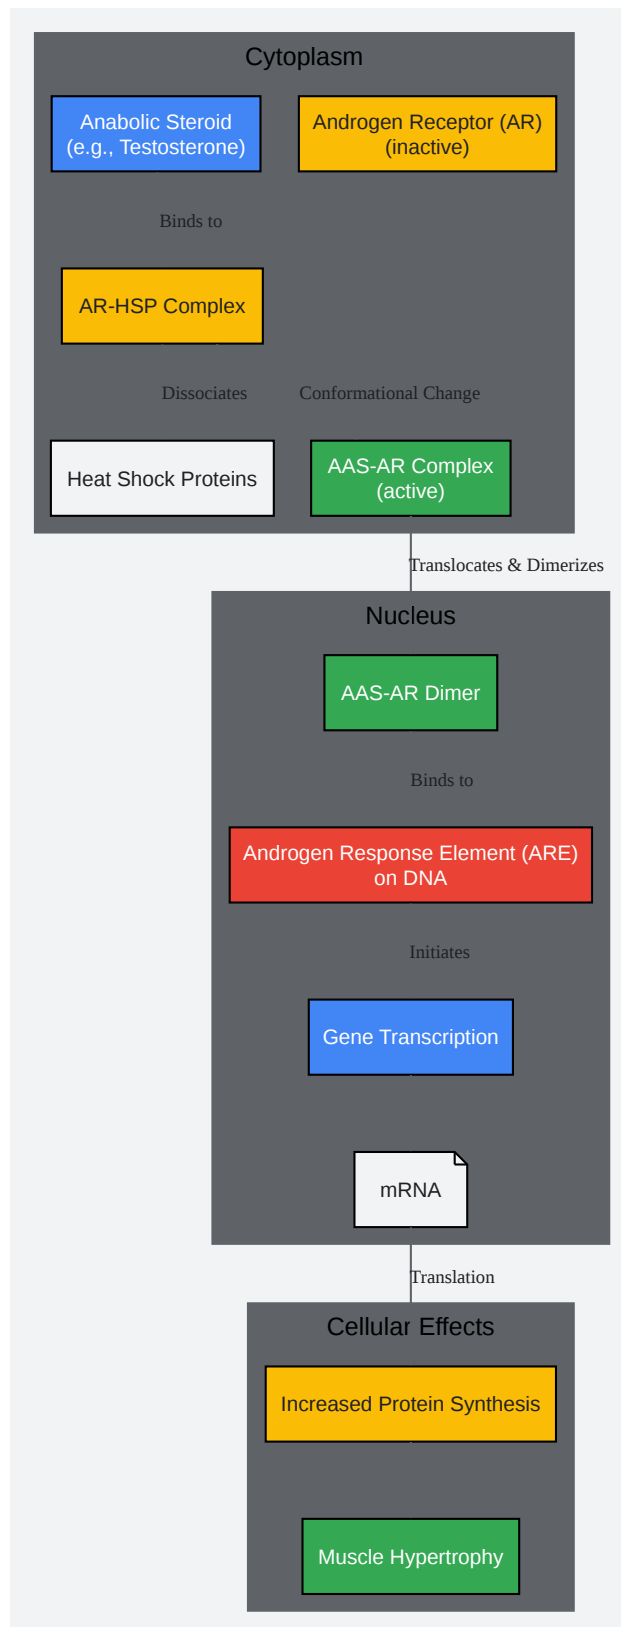 Cytoplasm
Anabolic Steroid
(e.g., Testosterone)
Androgen Receptor (AR)
(inactive)
Binds to
AR-HSP Complex
Dissociates
Conformational Change
Heat Shock Proteins
AAS-AR Complex
(active)
Translocates & Dimerizes
Nucleus
AAS-AR Dimer
Binds to
Androgen Response Element (ARE)
on DNA
Initiates
Gene Transcription
mRNA
Translation
Cellular Effects
Increased Protein Synthesis
Muscle Hypertrophy